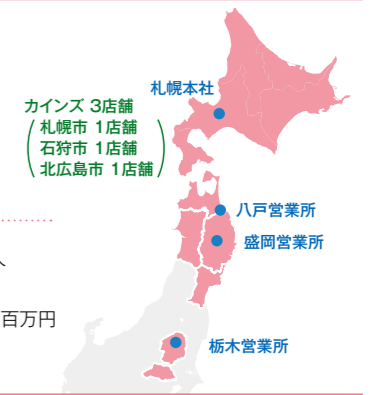 札幌本社
カインズ 3店舗
札幌市 1店舗
石狩市 1店舗
北広島市 1店舗
八戸営業所
盛岡営業所
人
百万円
栃木営業所